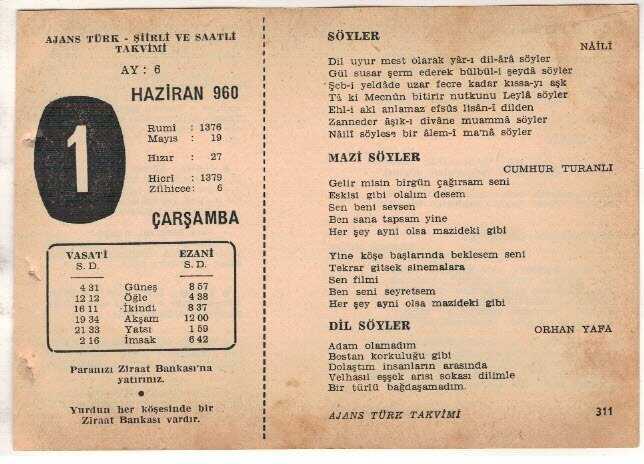 AJANS TÜRK - ŞİİRLİ VE SAATLİ
TAKVİMİ
AY : 6
HAZİRAN 960
1
Rumî : 1376
Mayıs : 19
Hızır : 27
Hicrî : 1379
Zülhicce: 6
ÇARŞAMBA
VASATİ EZANİ
S. D. S. D.
4 31 Güneş 8 57
12 12 Öğle 4 38
16 11 İkindi 8 37
19 34 Akşam 12 00
21 33 Yatsı 1 59
2 16 İmsak 6 42
Paranızı Ziraat Bankası'na
yatırınız.
Yurdun her köşesinde bir
Ziraat Bankası vardır.
SÖYLER
NÂİLÎ
Dil uyur mest olarak yâr-ı dil-ârâ söyler
Gül susar şerm ederek bülbül-i şeydâ söyler
Şeb-i yeldâde uzar fecre kadar kıssa-yı aşk
Tâ ki Mecnûn bitirir nutkunu Leylâ söyler
Ehl-i akl anlamaz efsûs lisân-i dilden
Zanneder âşık-ı dîvâne muammâ söyler
Nâilî söylese bir âlem-i ma'nâ söyler
MAZİ SÖYLER
CUMHUR TURANLI
Gelir misin birgün çağırsam seni
Eskisi gibi olalım desem
Sen beni sevsen
Ben sana tapsam yine
Her şey ayni olsa mazideki gibi
Yine köşe başlarında beklesem seni
Tekrar gitsek sinemalara
Sen filmi
Ben seni seyretsem
Her şey ayni olsa mazideki gibi
DİL SÖYLER
ORHAN YAFA
Adam olamadım
Bostan korkuluğu gibi
Dolaştım insanların arasında
Velhasıl eşşek arısı sokası dilimle
Bir türlü bağdaşamadım.
AJANS TÜRK TAKVİMİ 311